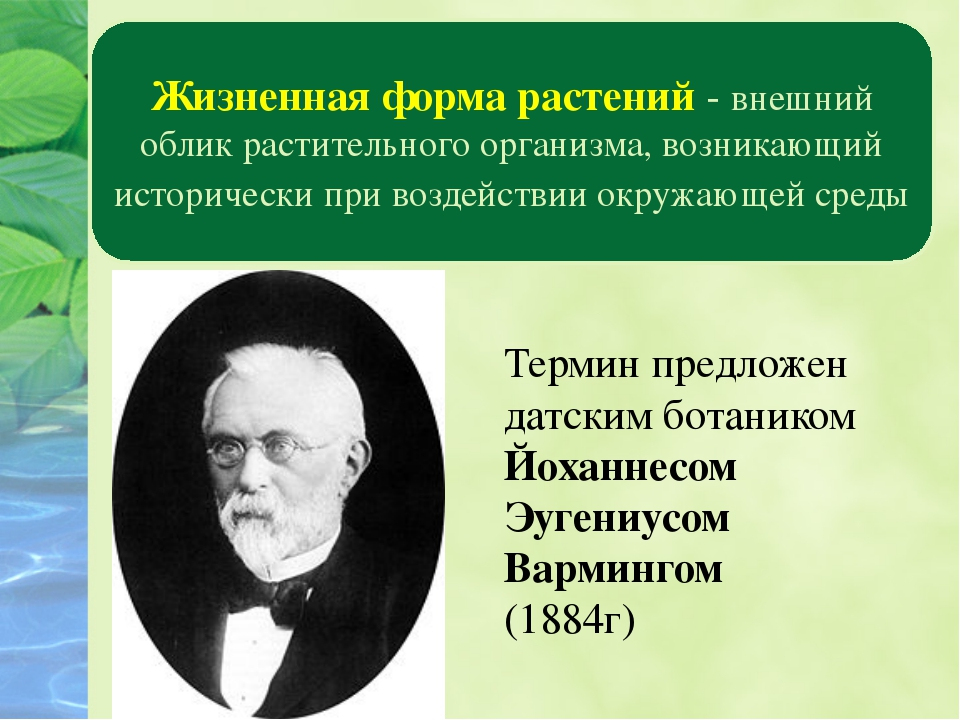 Жизненная форма растений - внешний
облик растительного организма, возникающий
исторически при воздействии окружающей среды
Термин предложен
датским ботаником
Йоханнесом
Эугениусом
Вармингом
(1884г)